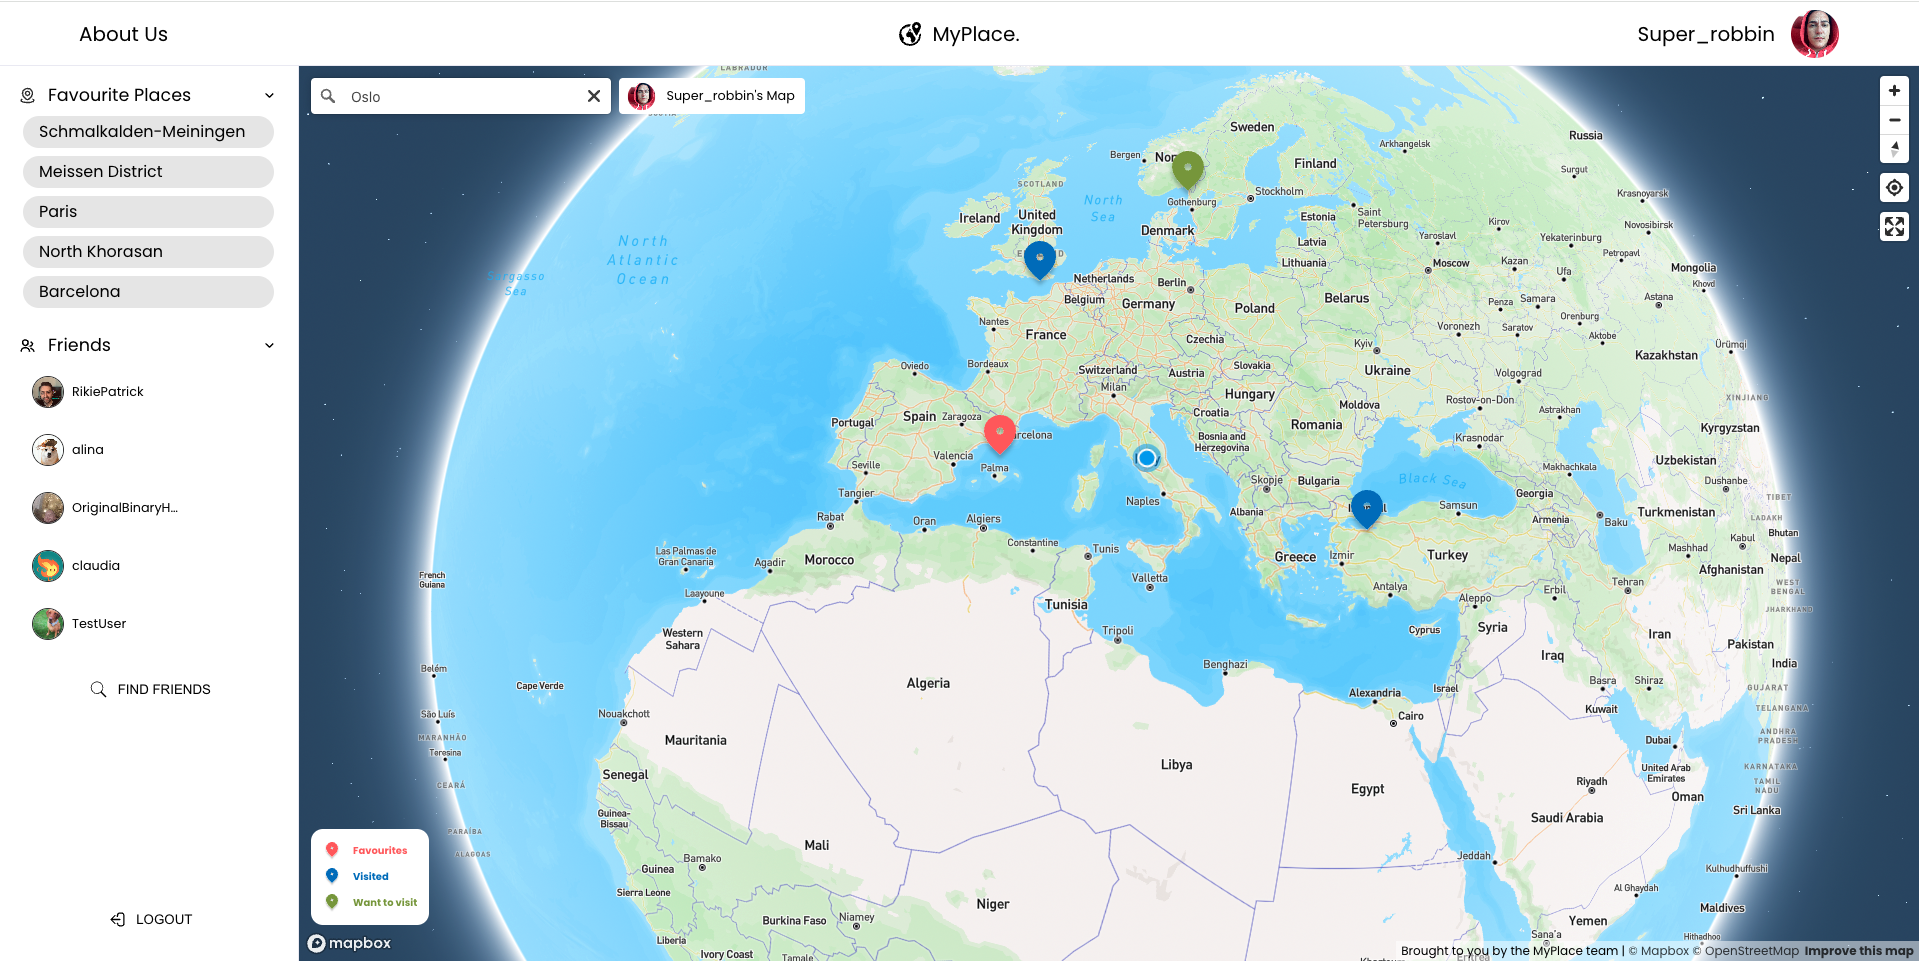 About Us
MyPlace.
Super_robbin
Favourite Places
Schmalkalden-Meiningen
Meissen District
Paris
North Khorasan
Barcelona
Friends
RikiePatrick
alina
OriginalBinaryH...
claudia
TestUser
FIND FRIENDS
LOGOUT
Oslo
Super_robbin's Map
LABRADOR
Sweden
Russia
Bergen
Finland
Arkhangelsk
Surgut
SCOTLAND
Stockholm
Krasnoyarsk
North
Sea
Gothenburg
Ireland
United
Kingdom
Denmark
Estonia
Saint
Petersburg
Kirov
Novosibirsk
North
Atlantic
Ocean
Latvia
Yaroslavl
Yekaterinburg
Lithuania
Moscow
Kazan
Petropavl
Ufa
Mongolia
Sargasso
Sea
Netherlands
Berlin
Khovd
Belgium
Germany
Poland
Belarus
Penza
Samara
Astana
Orenburg
Nantes
France
Voronezh
Saratov
Aktobe
Czechia
Kyiv
Kazakhstan
Ürümqi
Oviedo
Bordeaux
Switzerland
Austria
Slovakia
Ukraine
Volgograd
Milan
Hungary
Rostov-on-Don
XINJIANG
Portugal
Spain
Zaragoza
Croatia
Moldova
Astrakhan
Romania
Kyrgyzstan
Bosnia and
Herzegovina
Krasnodar
Valencia
Uzbekistan
Seville
Palma
Skopje
Bulgaria
Black Sea
Makhachkala
Dushanbe
Tangier
Naples
Georgia
TIBET
Rabat
Oran
Algiers
Albania
Samsun
Armenia
Baku
Turkmenistan
LADAKH
Kabul
Bhutan
Constantine
Tunis
Greece
Izmir
Turkey
Mashhad
Nepal
Las Palmas de
Gran Canaria
Agadir
Morocco
Afghanistan
French
Guiana
Valletta
Antalya
Tehran
WEST
BENGAL
Laayoune
Tunisia
Aleppo
Erbil
JHARKHAND
Western
Sahara
Tripoli
Cyprus
Syria
Iran
Pakistan
Iraq
India
Belém
Benghazi
Basra
Shiraz
Cape Verde
Algeria
Alexandria
Israel
GUJARAT
São Luís
Nouakchott
Cairo
Kuwait
TELANGANA
MARANHÃO
Mauritania
Dubai
ANDHRA
PRADESH
Teresina
Libya
United Arab
Emirates
KARNATAKA
CEARÁ
Senegal
Egypt
Riyadh
TAMIL
NADU
Oman
Guinea-
Bissau
Saudi Arabia
Sri Lanka
PARAÍBA
Mali
ALAGOAS
Bamako
Jeddah
Guinea
Kulhudhuffushi
Sierra Leone
Al Ghaydah
Niger
Maldives
Burkina Faso
Niamey
Yemen
Liberia
Sana'a
Hithadhoo
Ivory Coast
Tamale
Favourites
Visited
Want to visit
mapbox
Brought to you by the MyPlace team | © Mapbox © OpenStreetMap Improve this map